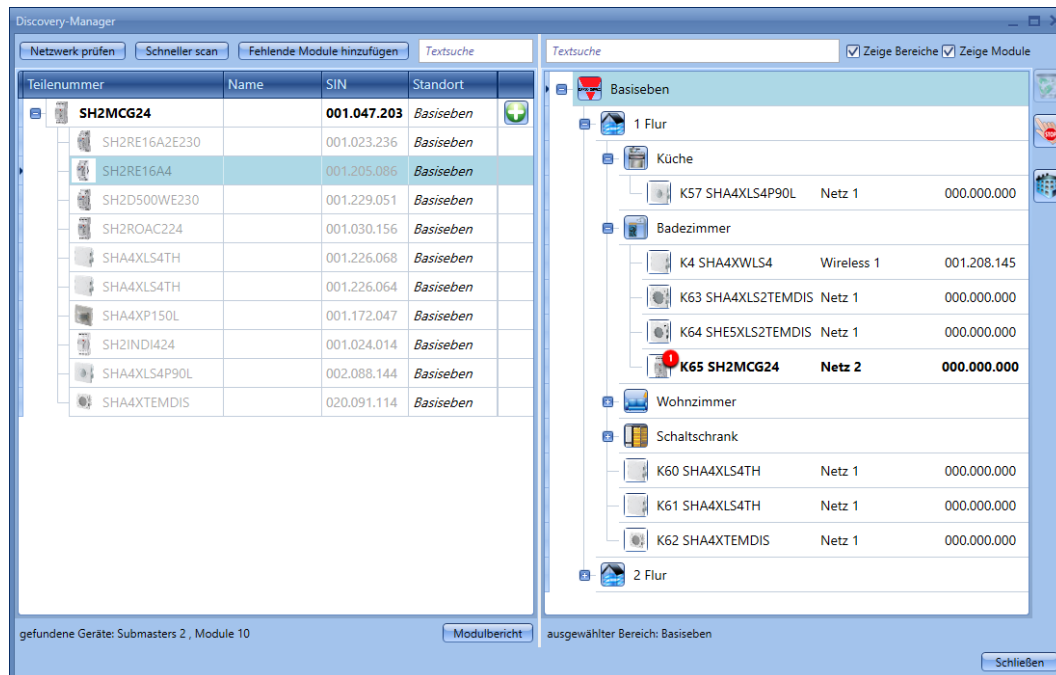 Discovery-Manager
Netzwerk prüfen Schneller scan Fehlende Module hinzufügen Textsuche
Teilenummer Name SIN Standort
SH2MCG24 001.047.203 Basiseben
SH2RE16A2E230 001.023.236 Basiseben
SH2RE16A4 001.205.086 Basiseben
SH2D500WE230 001.229.051 Basiseben
SH2ROAC224 001.030.156 Basiseben
SHA4XLS4TH 001.226.068 Basiseben
SHA4XLS4TH 001.226.064 Basiseben
SHA4XP150L 001.172.047 Basiseben
SH2INDI424 001.024.014 Basiseben
SHA4XLS4P90L 002.088.144 Basiseben
SHA4XTEMDIS 020.091.114 Basiseben
gefundene Geräte: Submasters 2 , Module 10 Modulbericht
Textsuche Zeige Bereiche Zeige Module
Basiseben
1 Flur
Küche
K57 SHA4XLS4P90L Netz 1 000.000.000
Badezimmer
K4 SHA4XWLS4 Wireless 1 001.208.145
K63 SHA4XLS2TEMDIS Netz 1 000.000.000
K64 SHE5XLS2TEMDIS Netz 1 000.000.000
1 K65 SH2MCG24 Netz 2 000.000.000
Wohnzimmer
Schaltschrank
K60 SHA4XLS4TH Netz 1 000.000.000
K61 SHA4XLS4TH Netz 1 000.000.000
K62 SHA4XTEMDIS Netz 1 000.000.000
2 Flur
ausgewählter Bereich: Basiseben
STOP
Schließen